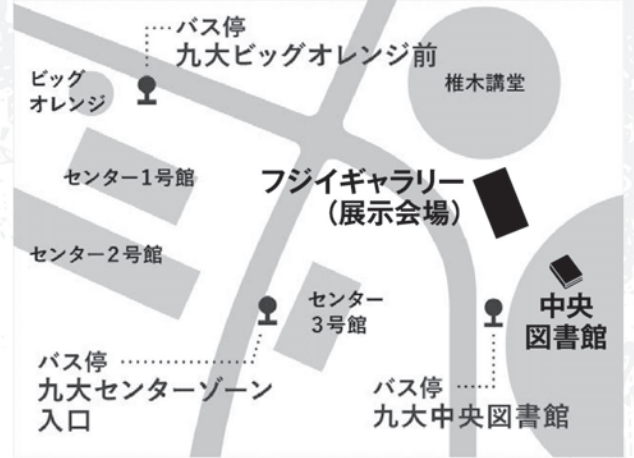 バス停
九大ビッグオレンジ前
ビッグ
オレンジ
椎木講堂
センター1号館
フジイギャラリー
（展示会場）
センター2号館
センター
3号館
中央
図書館
バス停
九大センターゾーン
入口
バス停
九大中央図書館